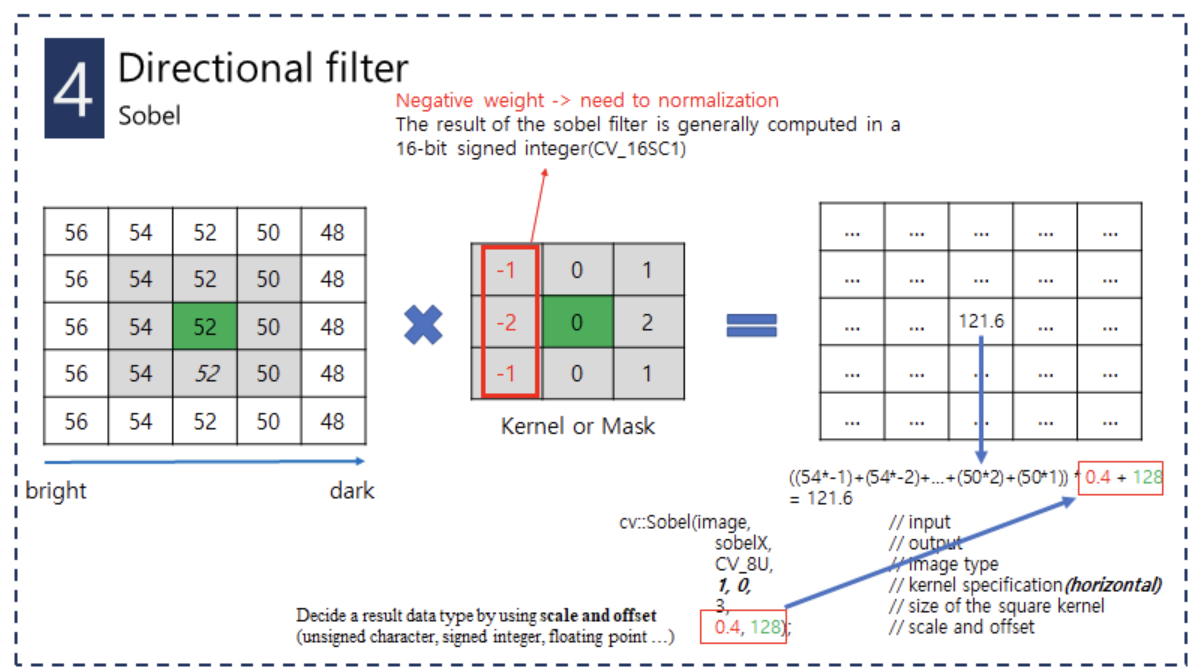 4
Directional filter
Sobel
Negative weight -> need to normalization
The result of the sobel filter is generally computed in a
16-bit signed integer(CV_16SC1)
56 54 52 50 48
56 54 52 50 48
56 54 52 50 48
56 54 52 50 48
56 54 52 50 48
bright dark
-1 0 1
-2 0 2
-1 0 1
Kernel or Mask
... ... ... ... ...
... ... ... ... ...
... ... 121.6 ... ...
... ... ... ... ...
... ... ... ... ...
((54*-1)+(54*-2)+...+(50*2)+(50*1)) * 0.4 + 128
= 121.6
cv::Sobel(image, // input
sobelX, // output
CV_8U, // image type
1, 0, // kernel specification(horizontal)
3, // size of the square kernel
0.4, 128); // scale and offset
Decide a result data type by using scale and offset
(unsigned character, signed integer, floating point ...)